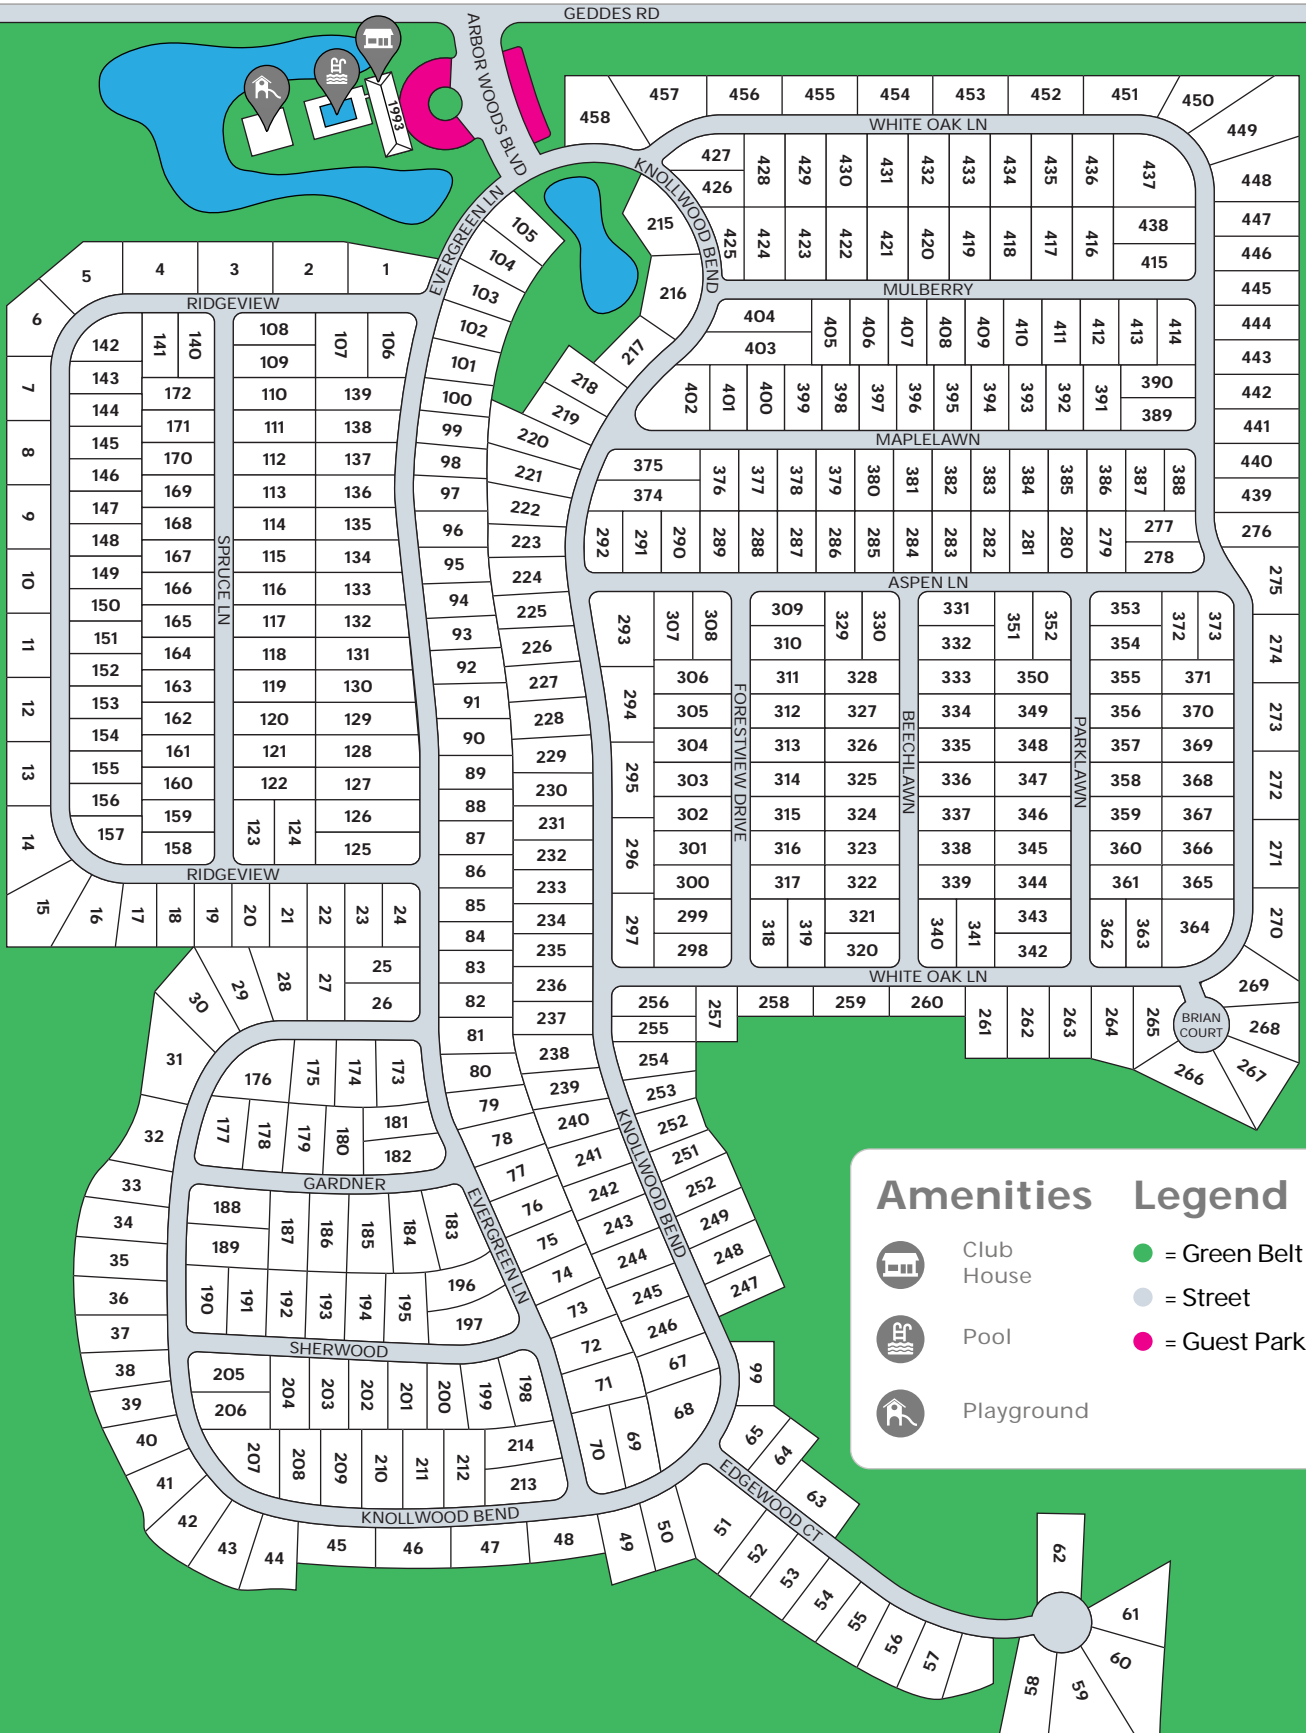 GEDDES RD
ARBOR WOODS BLVD
1993
457 456 455 454 453 452 451 450
458 449
WHITE OAK LN
KNOLLWOOD BEND
427 428 429 430 431 432 433 434 435 436 437
426
448
447
446
445
444
443
442
441
440
439
276
438
425 424 423 422 421 420 419 418 417 416 415
MULBERRY
215
216
217
218
219
220
221
222
223
224
225
226
227
228
229
230
231
232
233
234
235
236
237
238
239
240
241
242
243
244
245
246
67
68
404 405 406 407 408 409 410 411 412 413 414
403
402 401 400 399 398 397 396 395 394 393 392 391 390
389
MAPLELAWN
375 376 377 378 379 380 381 382 383 384 385 386 387 388
374
292 291 290 289 288 287 286 285 284 283 282 281 280 279 277
278
ASPEN LN
275
274
273
272
271
270
269
268
267
266
BRIAN
COURT
EVERGREEN LN
105
104
103
102
101
100
99
98
97
96
95
94
93
92
91
90
89
88
87
86
85
84
83
82
81
80
79
78
77
76
75
74
73
72
71
70 69
5 4 3 2 1
RIDGEVIEW
6
7
8
9
10
11
12
13
14
15 16 17 18 19 20 21 22 23 24
142 141 140 108 107 106
143 109
144 172 110 139
145 171 111 138
146 170 112 137
147 169 113 136
148 168 114 135
149 167 115 134
150 166 116 133
151 165 117 132
152 164 118 131
153 163 119 130
154 162 120 129
155 161 121 128
156 160 122 127
157 159 123 124 126
158 125
SPRUCE LN
RIDGEVIEW
293 307 308 309 329 330 331 351 352 353 372 373
310 332 354
294 306 311 328 333 350 355 371
305 312 327 334 349 356 370
295 304 313 326 335 348 357 369
303 314 325 336 347 358 368
302 315 324 337 346 359 367
296 301 316 323 338 345 360 366
300 317 322 339 344 361 365
297 299 318 319 321 340 341 343 362 363 364
298 320 342
FORESTVIEW DRIVE
BEECHLAWN
PARKLAWN
WHITE OAK LN
256 257 258 259 260 261 262 263 264 265
255
254
253
252
251
252
249
248
247
KNOLLWOOD BEND
30 29 28 27 25
26
31
32
33
34
35
36
37
38
39
40
41
42
43
44
45
46
47
48
49
50
176 175 174 173
177 178 179 180 181
182
GARDNER
EVERGREEN LN
188 187 186 185 184 183
189
190 191 192 193 194 195 196
197
SHERWOOD
205 204 203 202 201 200 199 198
206
207 208 209 210 211 212 214
213
KNOLLWOOD BEND
99
65
64
63
EDGEWOOD CT
51
52
53
54
55
56
57
58
59
60
61
62
Amenities
Club
House
Pool
Playground
Legend
= Green Belt
= Street
= Guest Park